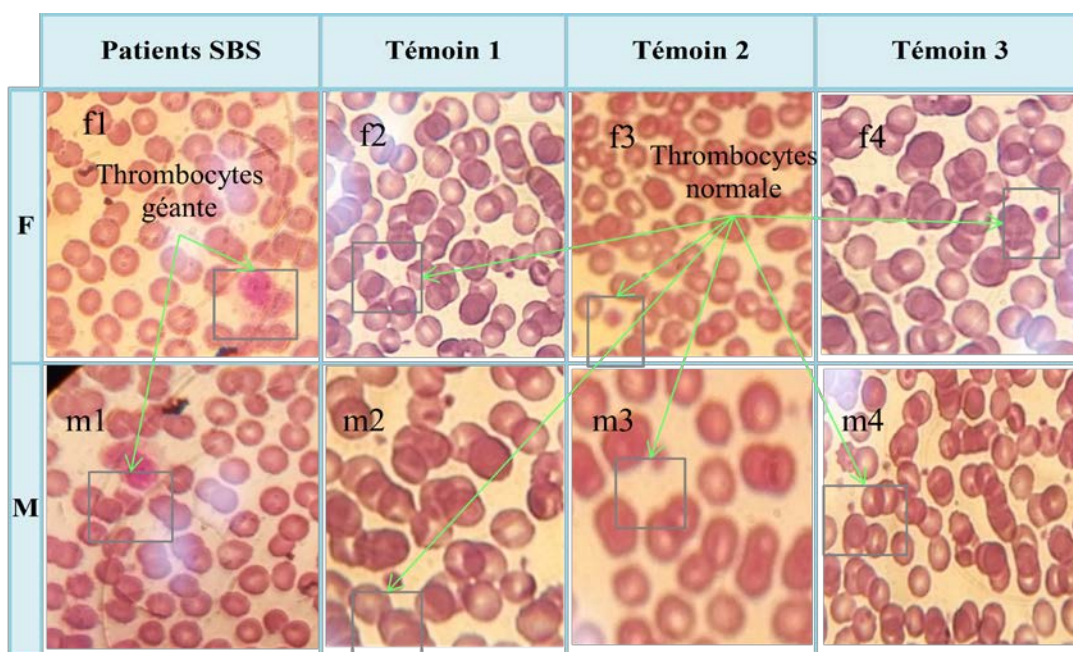 Patients SBS
Témoin 1
Témoin 2
Témoin 3
F
f1
Thrombocytes
géante
f2
f3
Thrombocytes
normale
f4
M
m1
m2
m3
m4